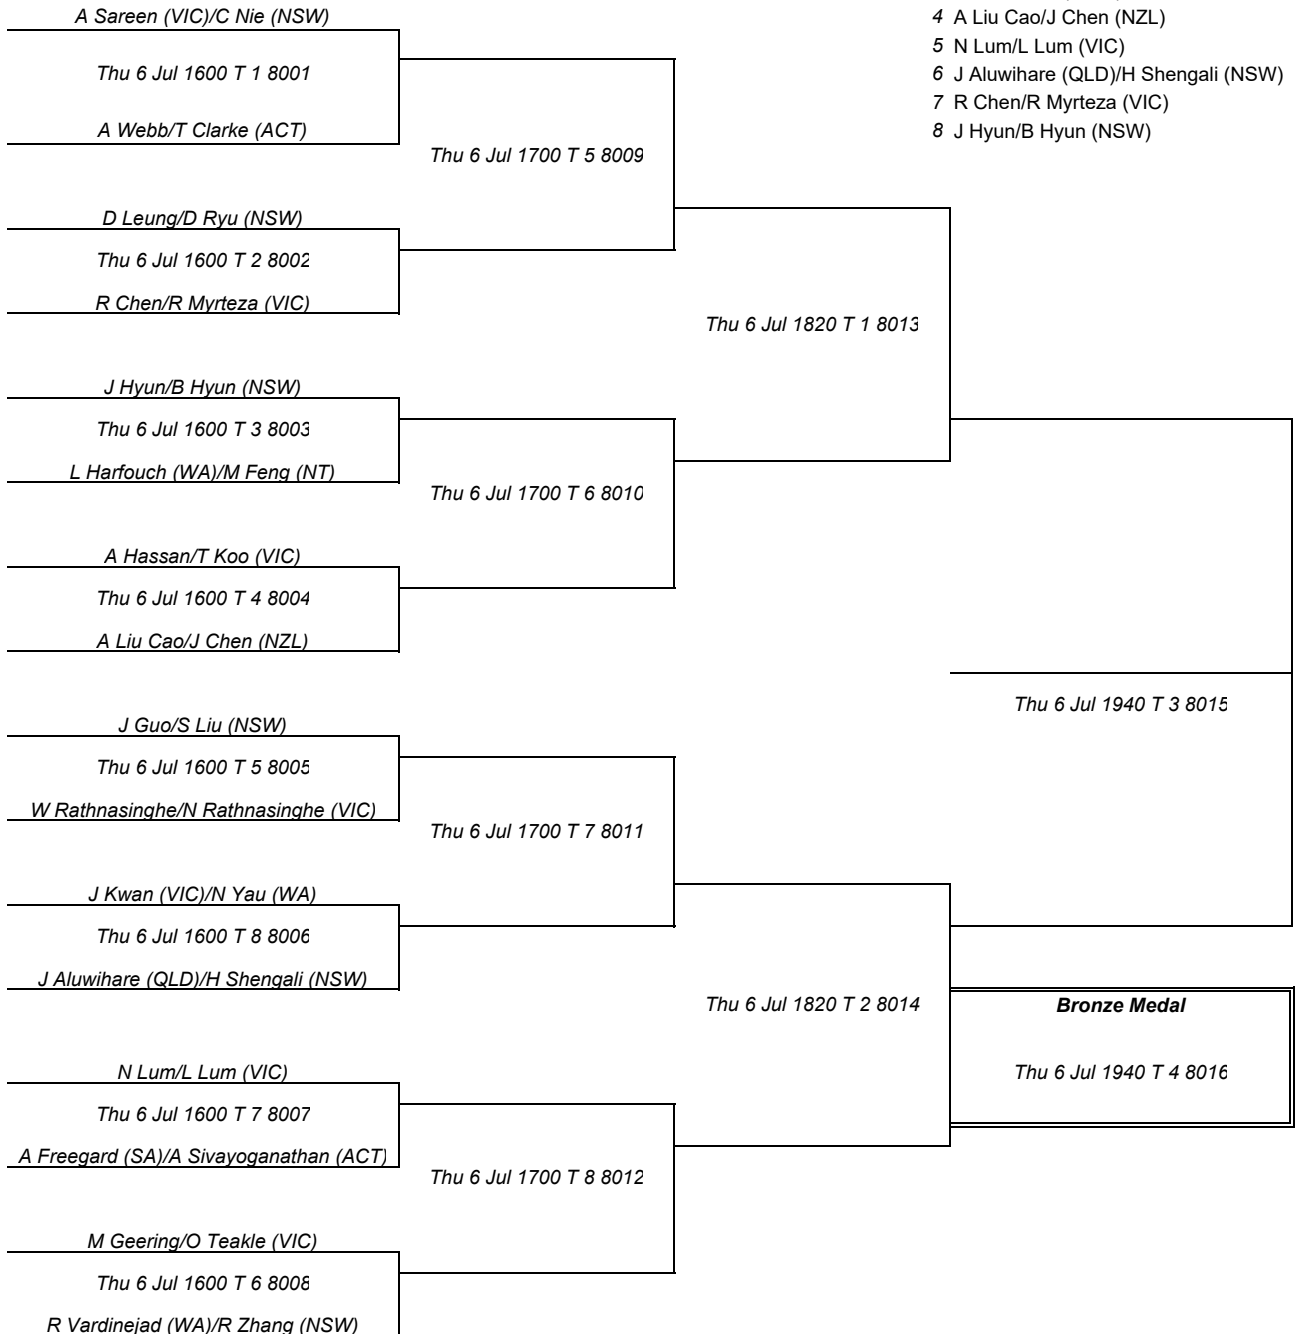 A Sareen (VIC)/C Nie (NSW)
4 A Liu Cao/J Chen (NZL)
5 N Lum/L Lum (VIC)
6 J Aluwihare (QLD)/H Shengali (NSW)
7 R Chen/R Myrteza (VIC)
8 J Hyun/B Hyun (NSW)
Thu 6 Jul 1600 T 1 8001
A Webb/T Clarke (ACT)
Thu 6 Jul 1700 T 5 8009
D Leung/D Ryu (NSW)
Thu 6 Jul 1600 T 2 8002
R Chen/R Myrteza (VIC)
Thu 6 Jul 1820 T 1 8013
J Hyun/B Hyun (NSW)
Thu 6 Jul 1600 T 3 8003
L Harfouch (WA)/M Feng (NT)
Thu 6 Jul 1700 T 6 8010
A Hassan/T Koo (VIC)
Thu 6 Jul 1600 T 4 8004
A Liu Cao/J Chen (NZL)
Thu 6 Jul 1940 T 3 8015
J Guo/S Liu (NSW)
Thu 6 Jul 1600 T 5 8005
W Rathnasinghe/N Rathnasinghe (VIC)
Thu 6 Jul 1700 T 7 8011
J Kwan (VIC)/N Yau (WA)
Thu 6 Jul 1600 T 8 8006
J Aluwihare (QLD)/H Shengali (NSW)
Thu 6 Jul 1820 T 2 8014
Bronze Medal
Thu 6 Jul 1940 T 4 8016
N Lum/L Lum (VIC)
Thu 6 Jul 1600 T 7 8007
A Freegard (SA)/A Sivayoganathan (ACT)
Thu 6 Jul 1700 T 8 8012
M Geering/O Teakle (VIC)
Thu 6 Jul 1600 T 6 8008
R Vardinejad (WA)/R Zhang (NSW)